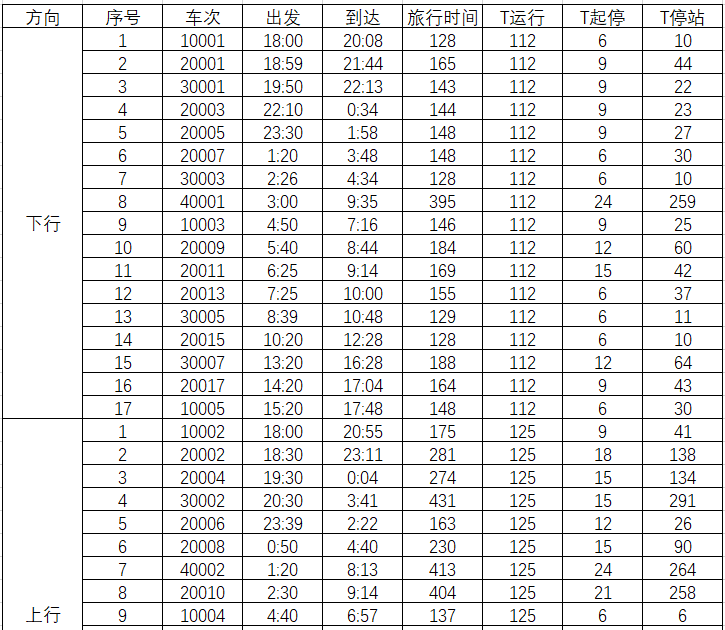 方向 序号 车次 出发 到达 旅行时间 T运行 T起停 T停站
1 10001 18:00 20:08 128 112 6 10
2 20001 18:59 21:44 165 112 9 44
3 30001 19:50 22:13 143 112 9 22
4 20003 22:10 0:34 144 112 9 23
5 20005 23:30 1:58 148 112 9 27
6 20007 1:20 3:48 148 112 6 30
7 30003 2:26 4:34 128 112 6 10
8 40001 3:00 9:35 395 112 24 259
下行 9 10003 4:50 7:16 146 112 9 25
10 20009 5:40 8:44 184 112 12 60
11 20011 6:25 9:14 169 112 15 42
12 20013 7:25 10:00 155 112 6 37
13 30005 8:39 10:48 129 112 6 11
14 20015 10:20 12:28 128 112 6 10
15 30007 13:20 16:28 188 112 12 64
16 20017 14:20 17:04 164 112 9 43
17 10005 15:20 17:48 148 112 6 30
1 10002 18:00 20:55 175 125 9 41
2 20002 18:30 23:11 281 125 18 138
3 20004 19:30 0:04 274 125 15 134
4 30002 20:30 3:41 431 125 15 291
5 20006 23:39 2:22 163 125 12 26
6 20008 0:50 4:40 230 125 15 90
7 40002 1:20 8:13 413 125 24 264
8 20010 2:30 9:14 404 125 21 258
上行 9 10004 4:40 6:57 137 125 6 6